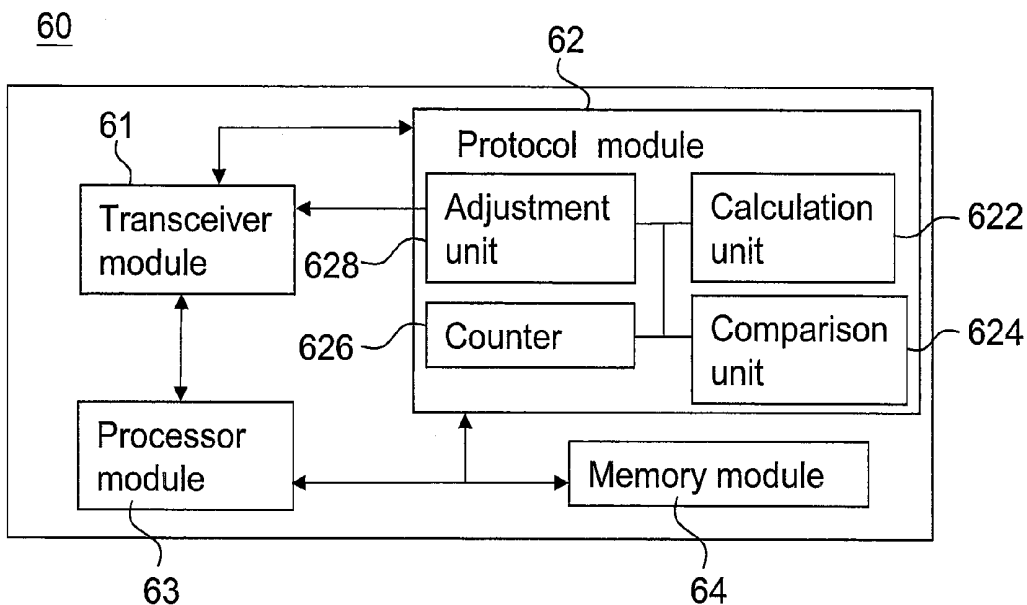 60
62
61
Protocol module
Transceiver
module
Adjustment
unit
Calculation
unit
622
628
626
Counter
Comparison
unit
624
Processor
module
Memory module
63
64